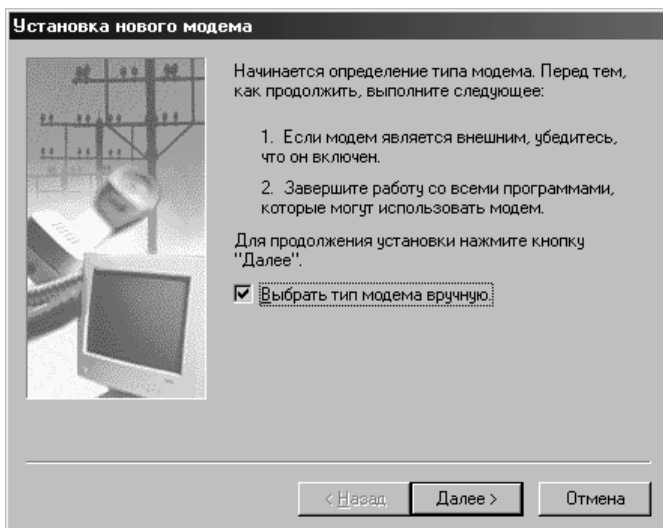 Установка нового модема
Начинается определение типа модема. Перед тем,
как продолжить, выполните следующее:
1. Если модем является внешним, убедитесь,
что он включен.
2. Завершите работу со всеми программами,
которые могут использовать модем.
Для продолжения установки нажмите кнопку
"Далее".
Выбрать тип модема вручную.
< Назад Далее > Отмена